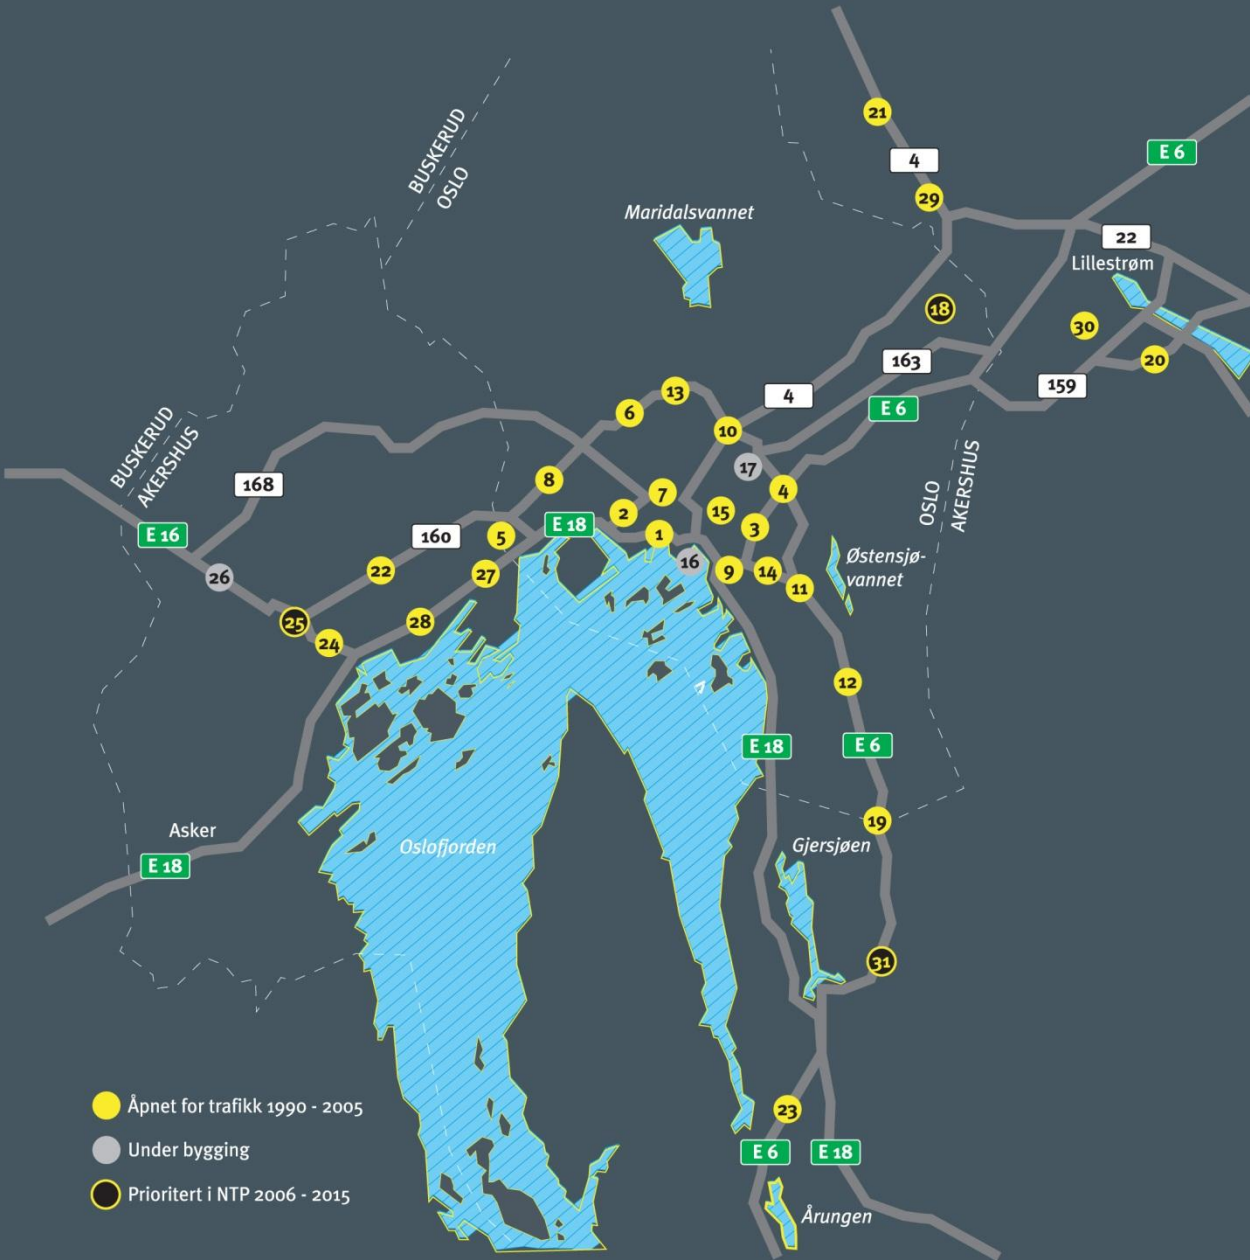 21
4
E 6
BUSKERUD
OSLO
29
Maridalsvannet
22
Lillestrøm
18
30
20
163
159
4
13
6
E 6
10
BUSKERUD
AKERSHUS
OSLO
AKERSHUS
17
168
8
7
4
2
15
E 18
E 16
160
5
1
3
Østensjø-
vannet
16
26
22
27
9
14
11
25
28
24
12
E 18
E 6
19
Asker
Oslofjorden
Gjersjøen
E 18
31
Åpnet for trafikk 1990 - 2005
23
Under bygging
E 6
E 18
Prioritert i NTP 2006 - 2015
Årungen